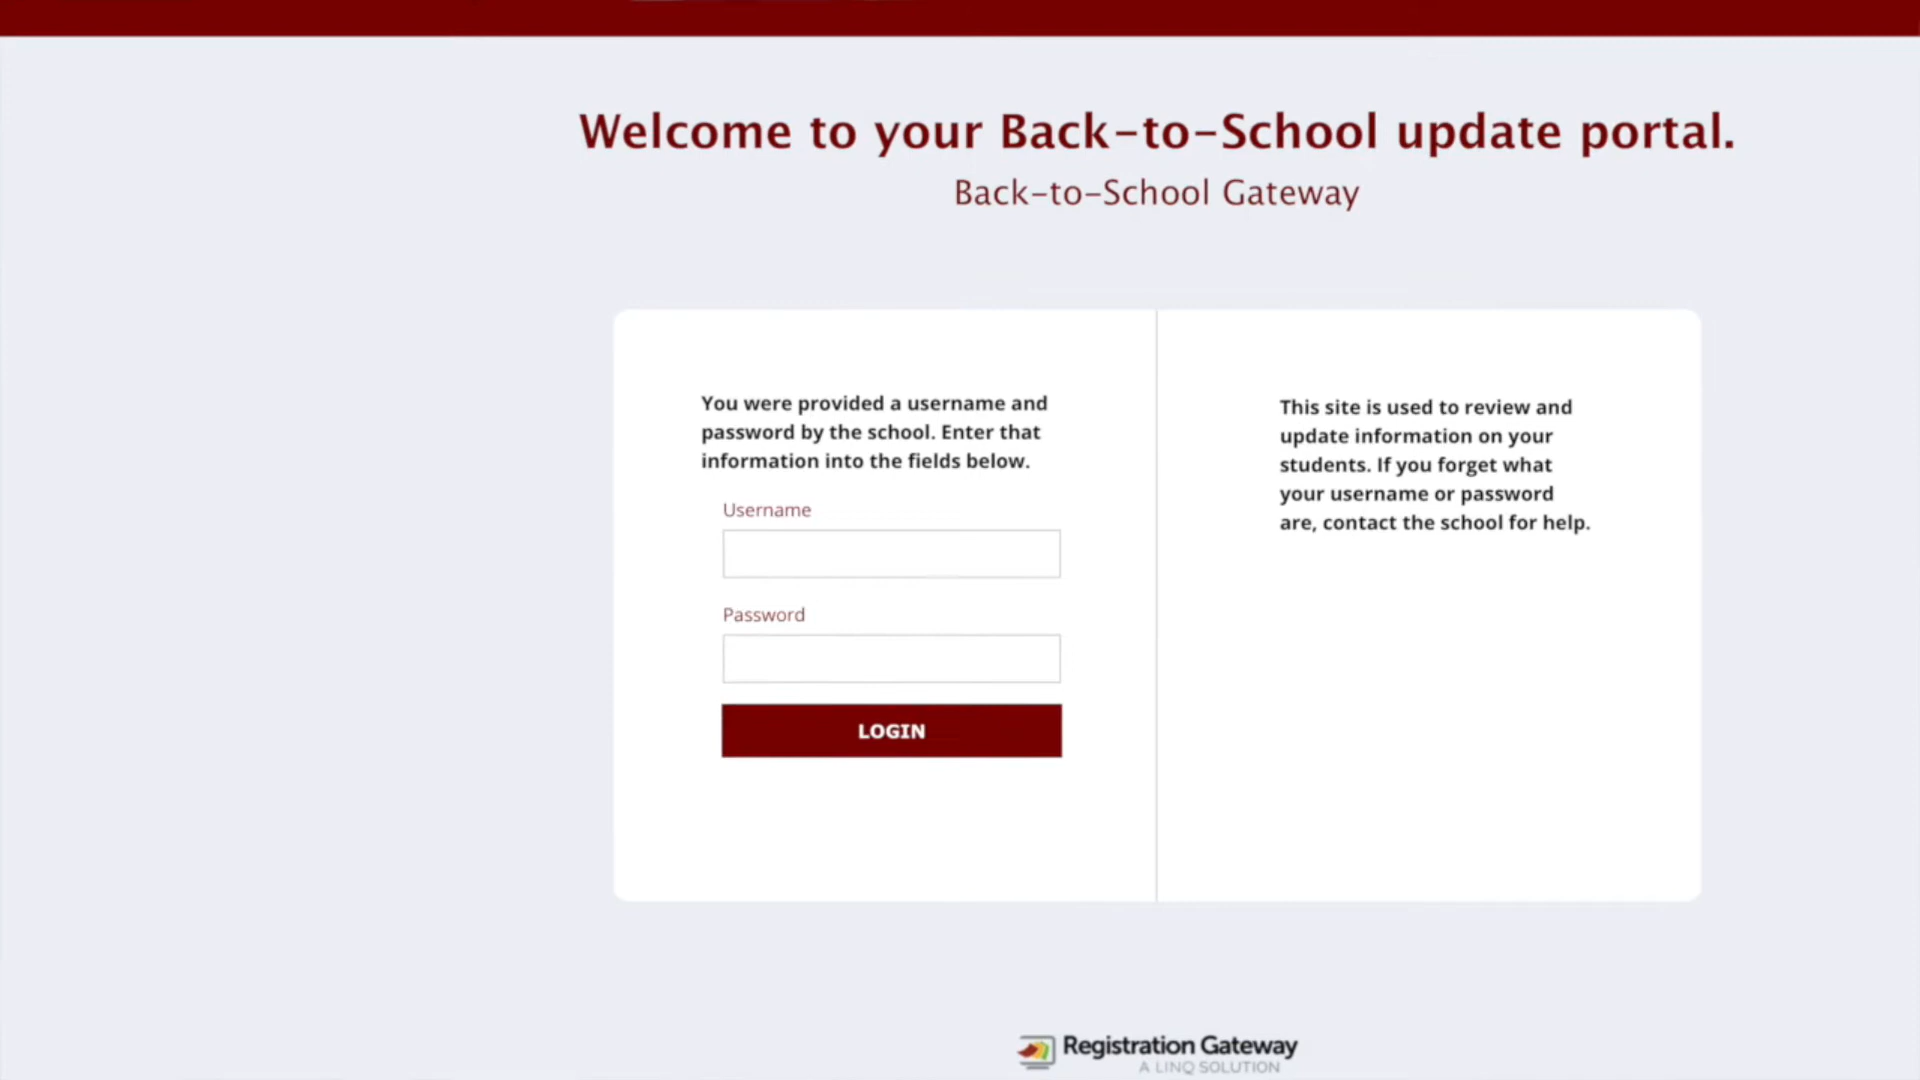 Welcome to your Back-to-School update portal.
Back-to-School Gateway
You were provided a username and
password by the school. Enter that
information into the fields below.
Username
Password
LOGIN
This site is used to review and
update information on your
students. If you forget what
your username or password
are, contact the school for help.
Registration Gateway
A LINQ SOLUTION